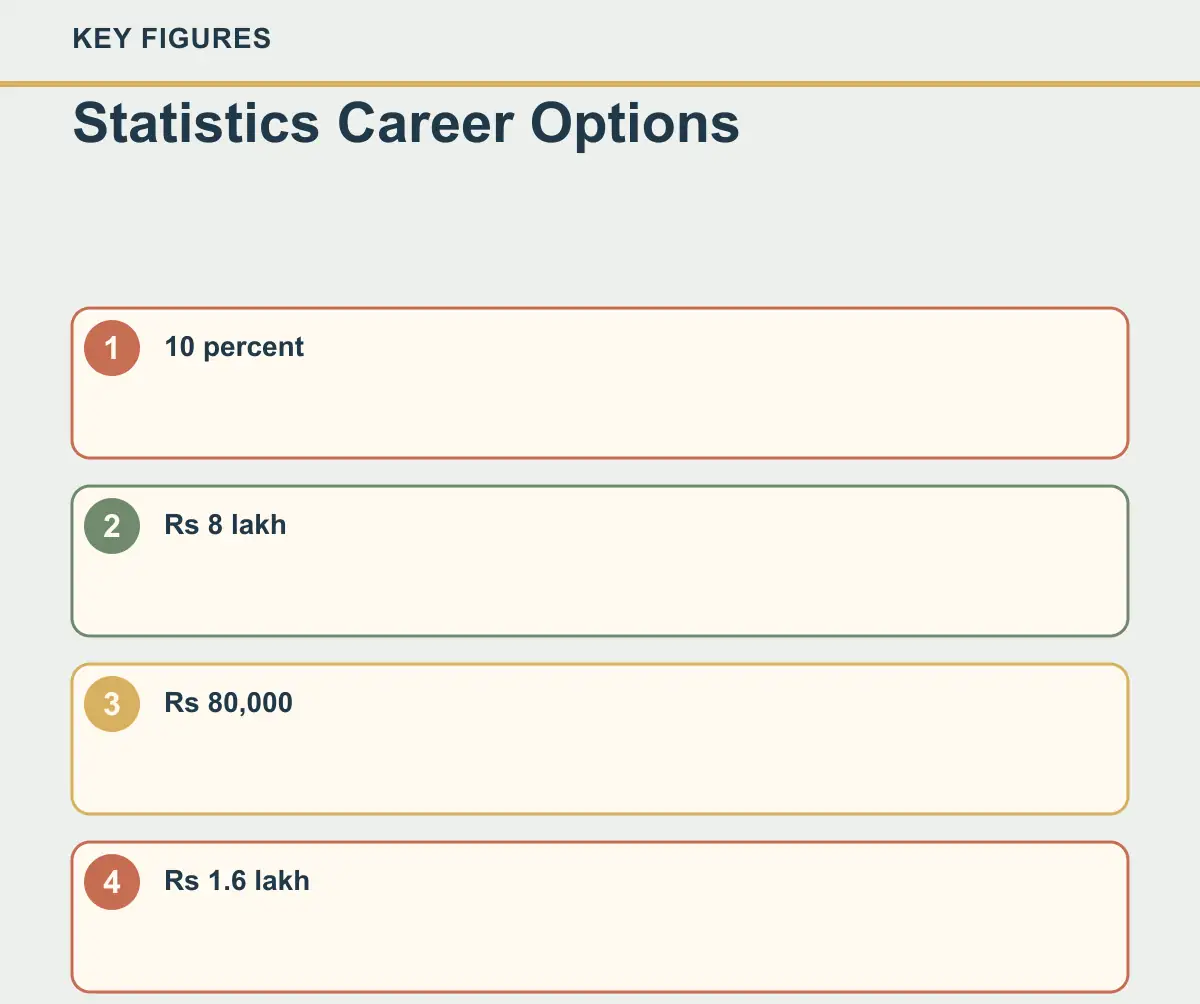 KEY FIGURES
Statistics Career Options
1
10 percent
2
Rs 8 lakh
3
Rs 80,000
4
Rs 1.6 lakh